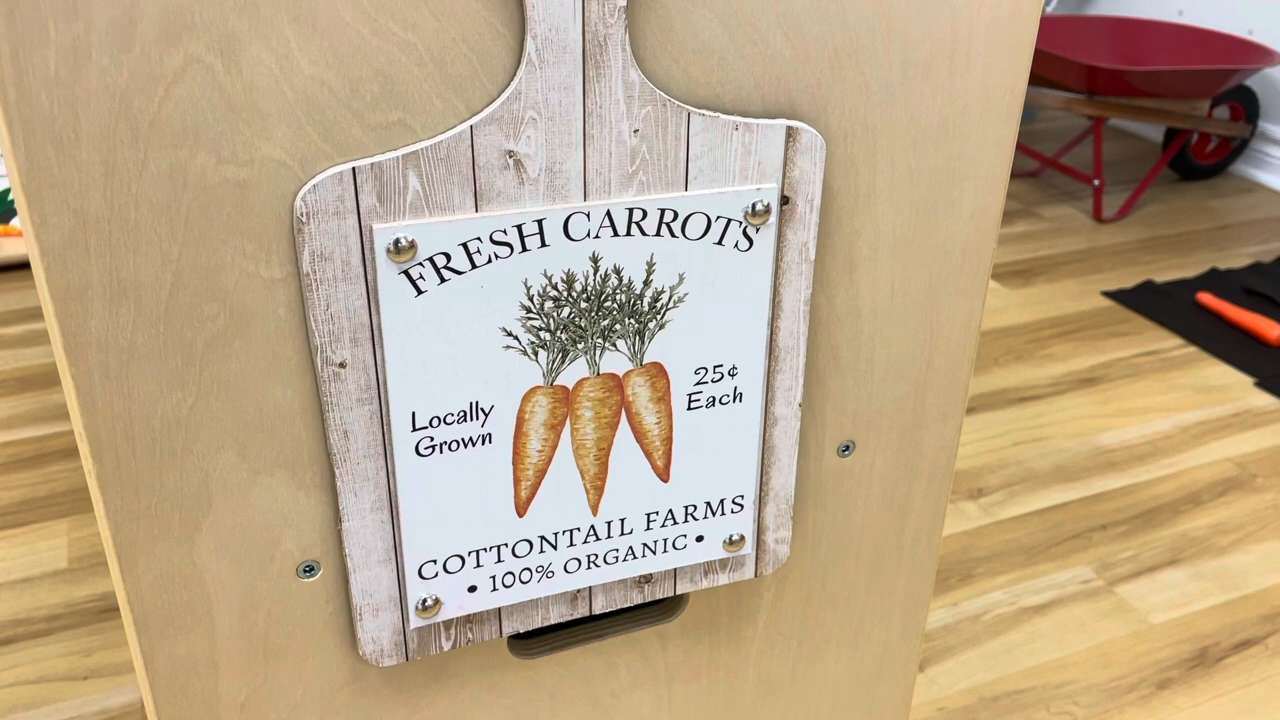 FRESH CARROTS
Locally
Grown
25¢
Each
COTTONTAIL FARMS
• 100% ORGANIC •